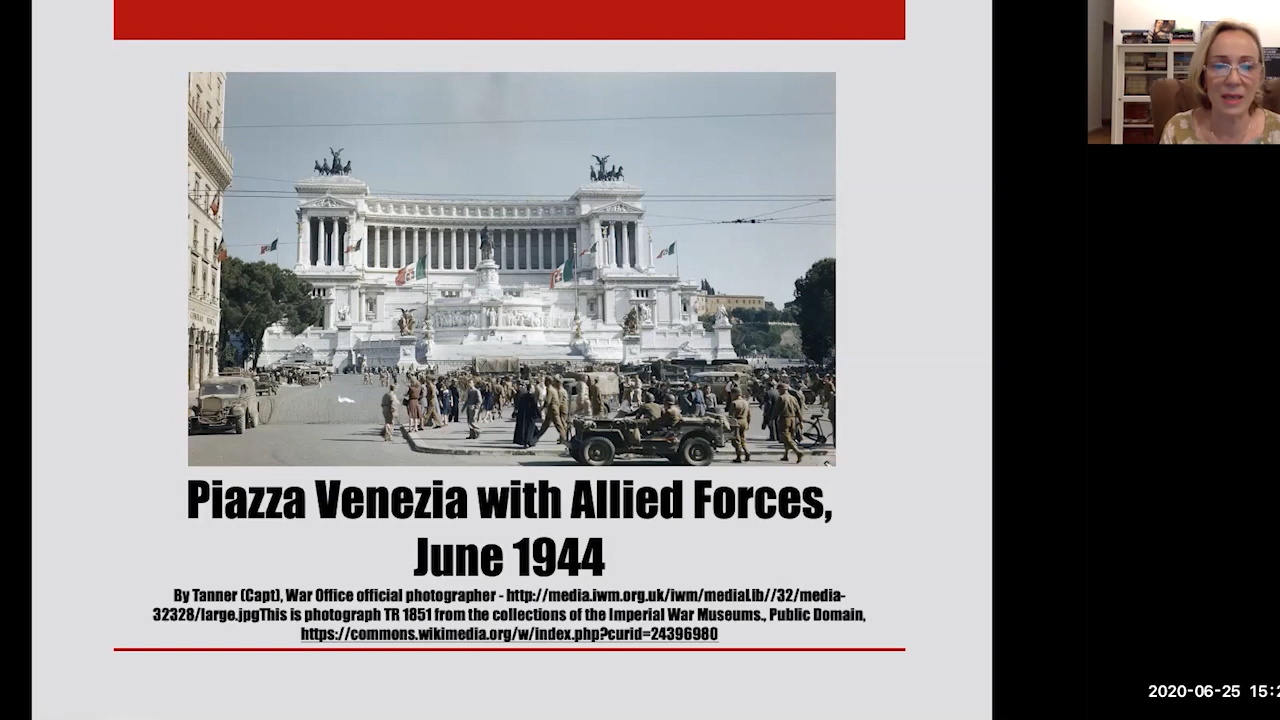 Piazza Venezia with Allied Forces,
June 1944
By Tanner (Capt), War Office official photographer - http://media.iwm.org.uk/iwm/mediaLib//32/media-
32328/large.jpgThis is photograph TR 1851 from the collections of the Imperial War Museums., Public Domain,
https://commons.wikimedia.org/w/index.php?curid=24396980
2020-06-25 15:2